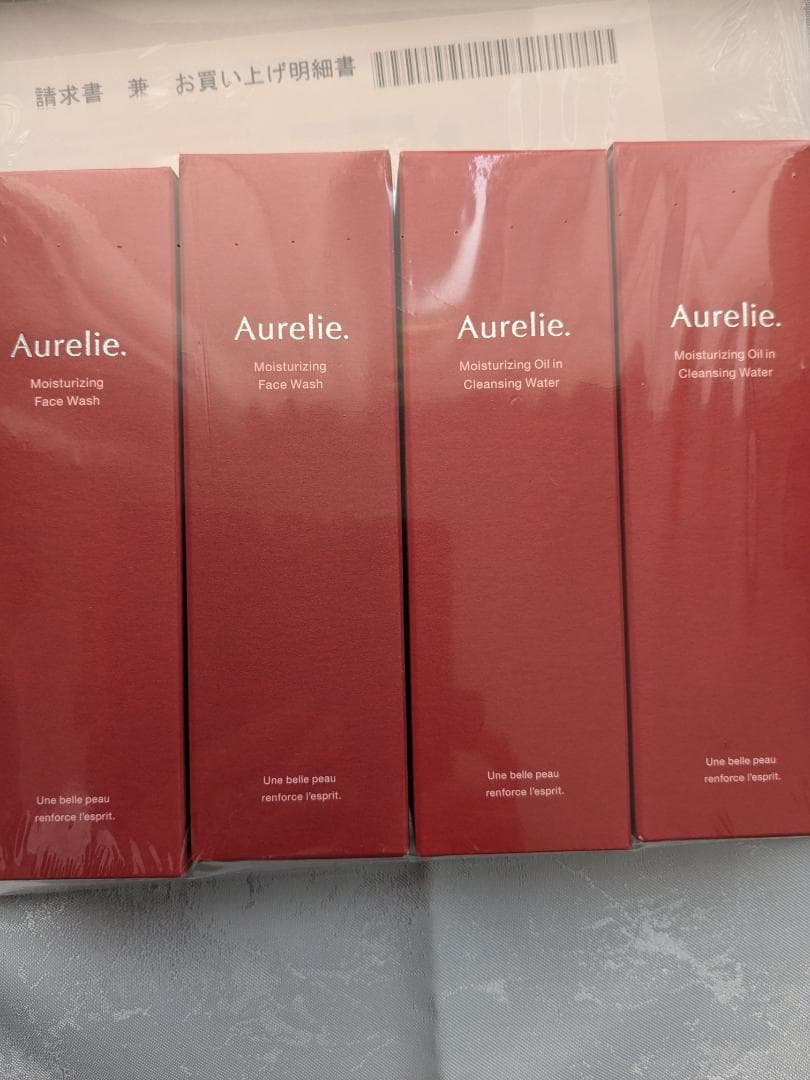 請求書 兼 お買い上げ明細書
Aurelie.
Moisturizing
Face Wash
Une belle peau
renforce l'esprit.
Aurelie.
Moisturizing
Face Wash
Une belle peau
renforce l'esprit.
Aurelie.
Moisturizing Oil in
Cleansing Water
Une belle peau
renforce l'esprit.
Aurelie.
Moisturizing Oil in
Cleansing Water
Une belle peau
renforce l'esprit.